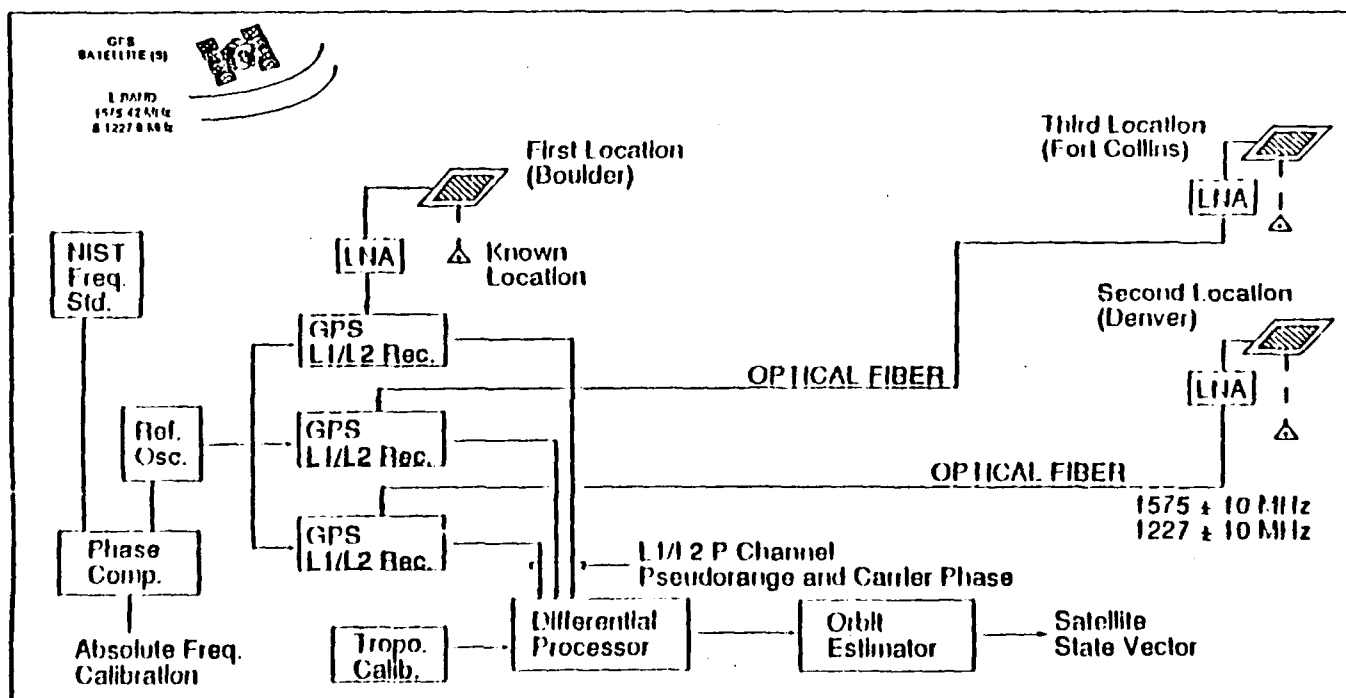 GPS
SATELLITE (S)
L BAND
1575.42 MHz
& 1227.6 MHz
First Location
(Boulder)
Third Location
(Fort Collins)
LNA
NIST
Freq.
Std.
LNA
Known
Location
Second Location
(Denver)
GPS
L1/L2 Rec.
OPTICAL FIBER
LNA
Ref.
Osc.
GPS
L1/L2 Rec.
OPTICAL FIBER
1575 ± 10 MHz
1227 ± 10 MHz
GPS
L1/L2 Rec.
Phase
Comp.
L1/L2 P Channel
Pseudorange and Carrier Phase
Absolute Freq.
Calibration
Tropo.
Calib.
Differential
Processor
Orbit
Estimator
Satellite
State Vector